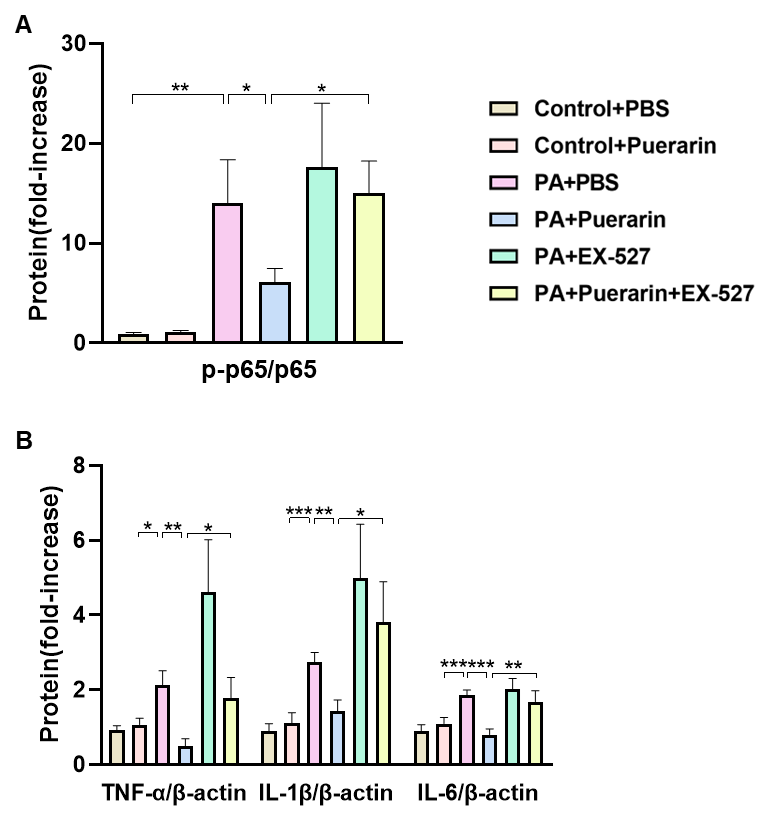 A
Protein(fold-increase)
30
20
10
0
** * *
p-p65/p65
Control+PBS
Control+Puerarin
PA+PBS
PA+Puerarin
PA+EX-527
PA+Puerarin+EX-527
B
Protein(fold-increase)
8
6
4
2
0
* ** *
*** ** *
*** *** **
TNF-α/β-actin IL-1β/β-actin IL-6/β-actin